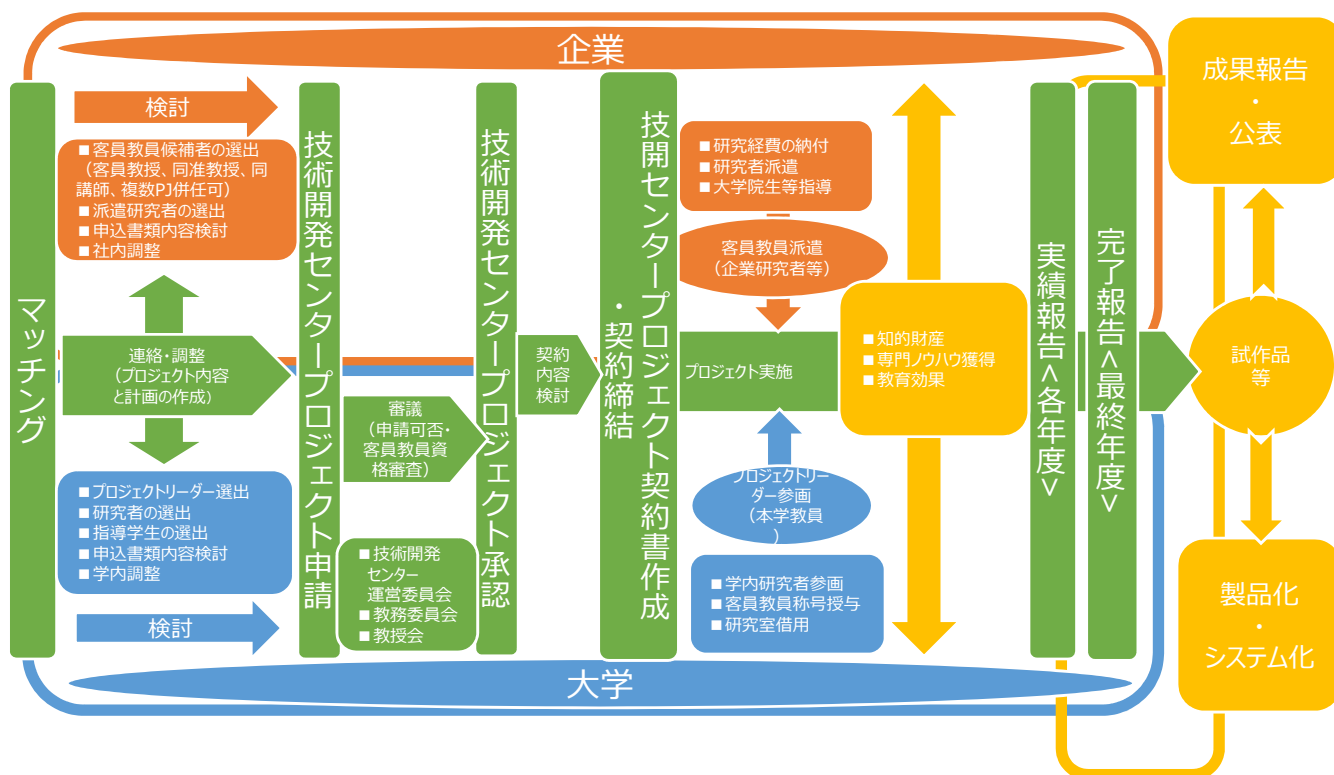 企業
マッチング
検討
■客員教員候補者の選出
（客員教授、同准教授、同
講師、複数PJ併任可）
■派遣研究者の選出
■申込書類内容検討
■社内調整
連絡・調整
（プロジェクト内容
と計画の作成）
■プロジェクトリーダー選出
■研究者の選出
■指導学生の選出
■申込書類内容検討
■学内調整
検討
技術開発センタープロジェクト申請
審議
（申請可否・
客員教員資
格審査）
■技術開発
センター
運営委員会
■教務委員会
■教授会
技術開発センタープロジェクト承認
契約
内容
検討
技開センタープロジェクト契約書作成
・契約締結
■研究経費の納付
■研究者派遣
■大学院生等指導
客員教員派遣
（企業研究者等）
プロジェクト実施
プロジェクトリー
ダー参画
（本学教員
）
■学内研究者参画
■客員教員称号授与
■研究室借用
■知的財産
■専門ノウハウ獲得
■教育効果
実績報告<各年度>
完了報告<最終年度>
成果報告
・
公表
試作品
等
製品化
・
システム化
大学